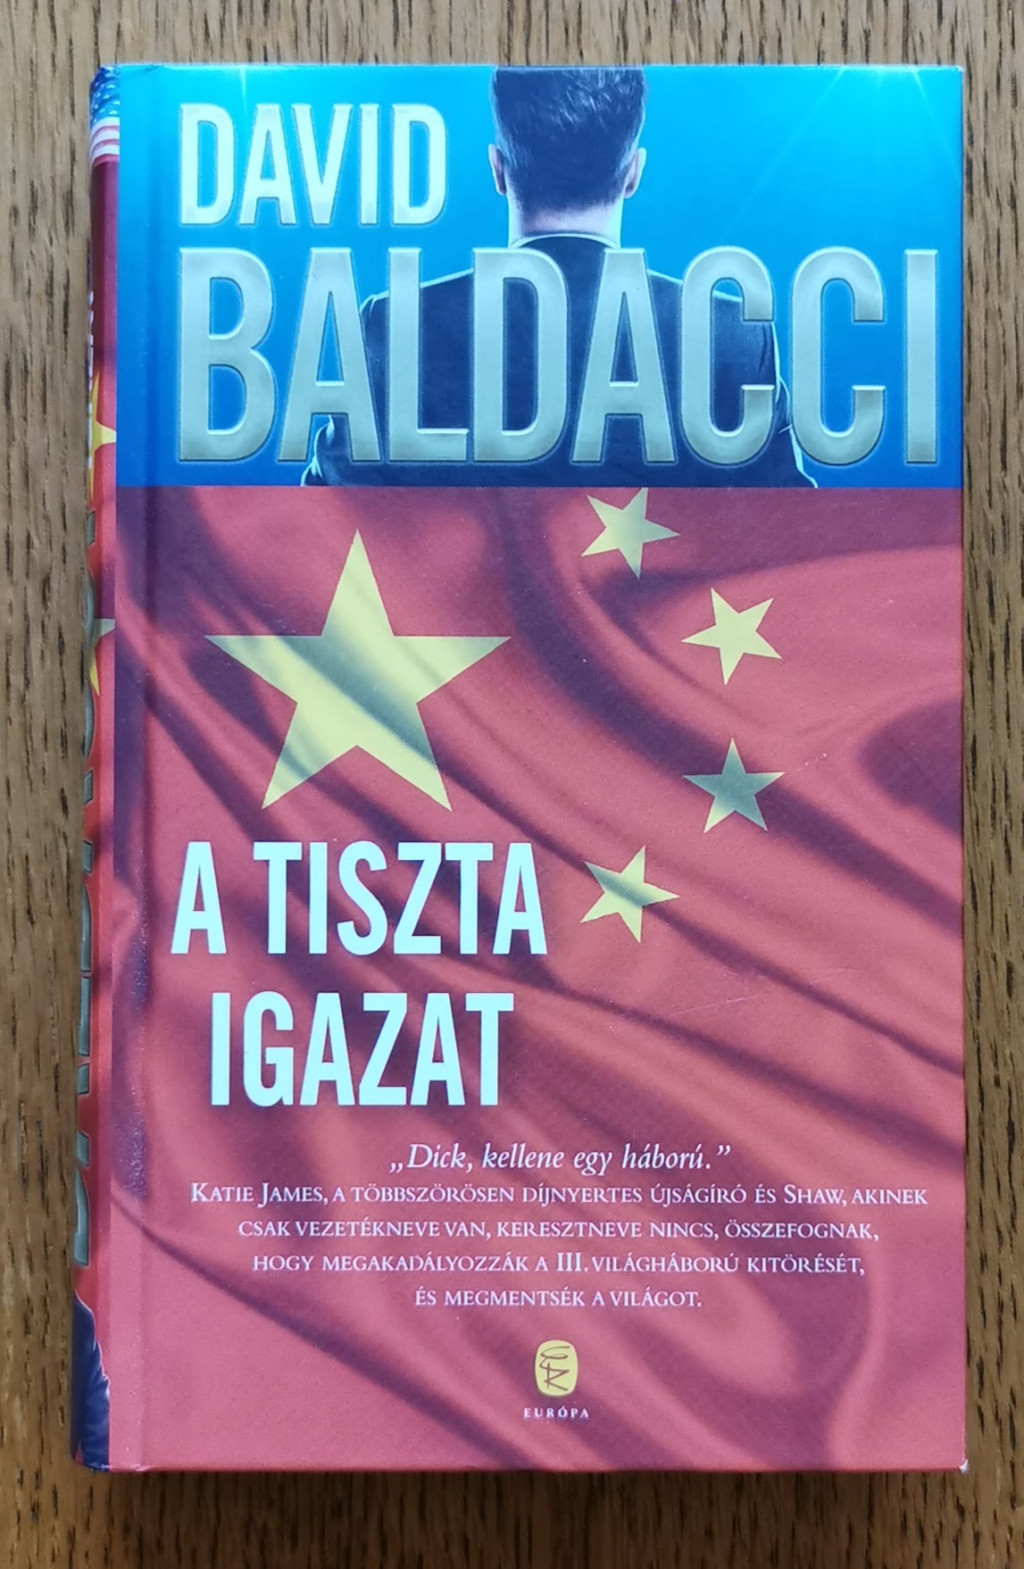 DAVID
BALDACCI
A TISZTA
IGAZAT
„Dick, kellene egy háború.”
KATIE JAMES, A TÖBBSZÖRÖSEN DÍJNYERTES ÚJSÁGÍRÓ ÉS SHAW, AKINEK
CSAK VEZETÉKNEVE VAN, KERESZTNEVE NINCS, ÖSSZEFOGNAK,
HOGY MEGAKADÁLYOZZÁK A III. VILÁGHÁBORÚ KITÖRÉSÉT,
ÉS MEGMENTSÉK A VILÁGOT.
EURÓPA